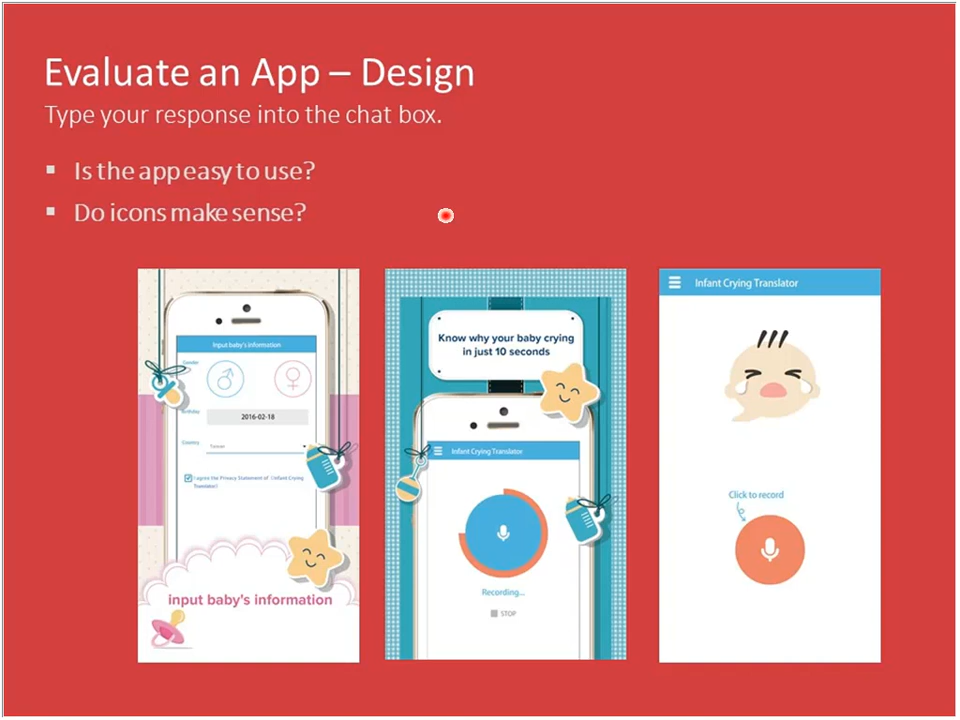 Evaluate an App – Design
Type your response into the chat box.
▪ Is the app easy to use?
▪ Do icons make sense?
Input baby's information
Gender
Birthday
2016-02-18
Country
Taiwan
I agree the Privacy Statement of 《Infant Crying
Translator》
input baby's information
Know why your baby crying
in just 10 seconds
Infant Crying Translator
Recording...
STOP
Infant Crying Translator
Click to record